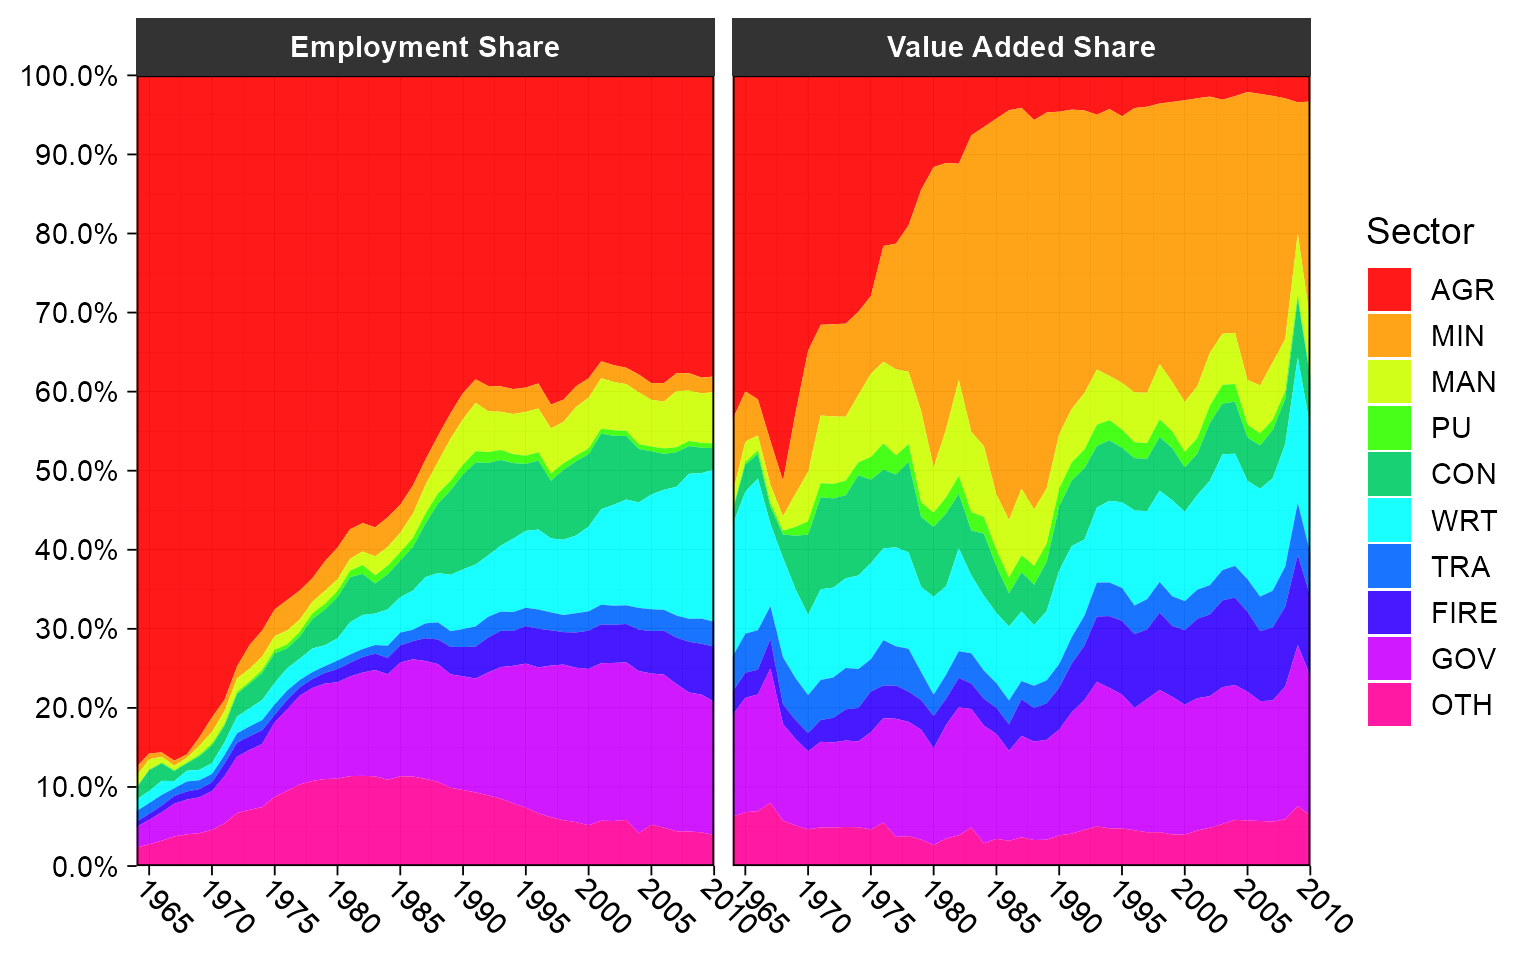 Employment Share
Value Added Share
100.0%
90.0%
80.0%
70.0%
60.0%
50.0%
40.0%
30.0%
20.0%
10.0%
0.0%
1965
1970
1975
1980
1985
1990
1995
2000
2005
2010
1965
1970
1975
1980
1985
1990
1995
2000
2005
2010
Sector
AGR
MIN
MAN
PU
CON
WRT
TRA
FIRE
GOV
OTH